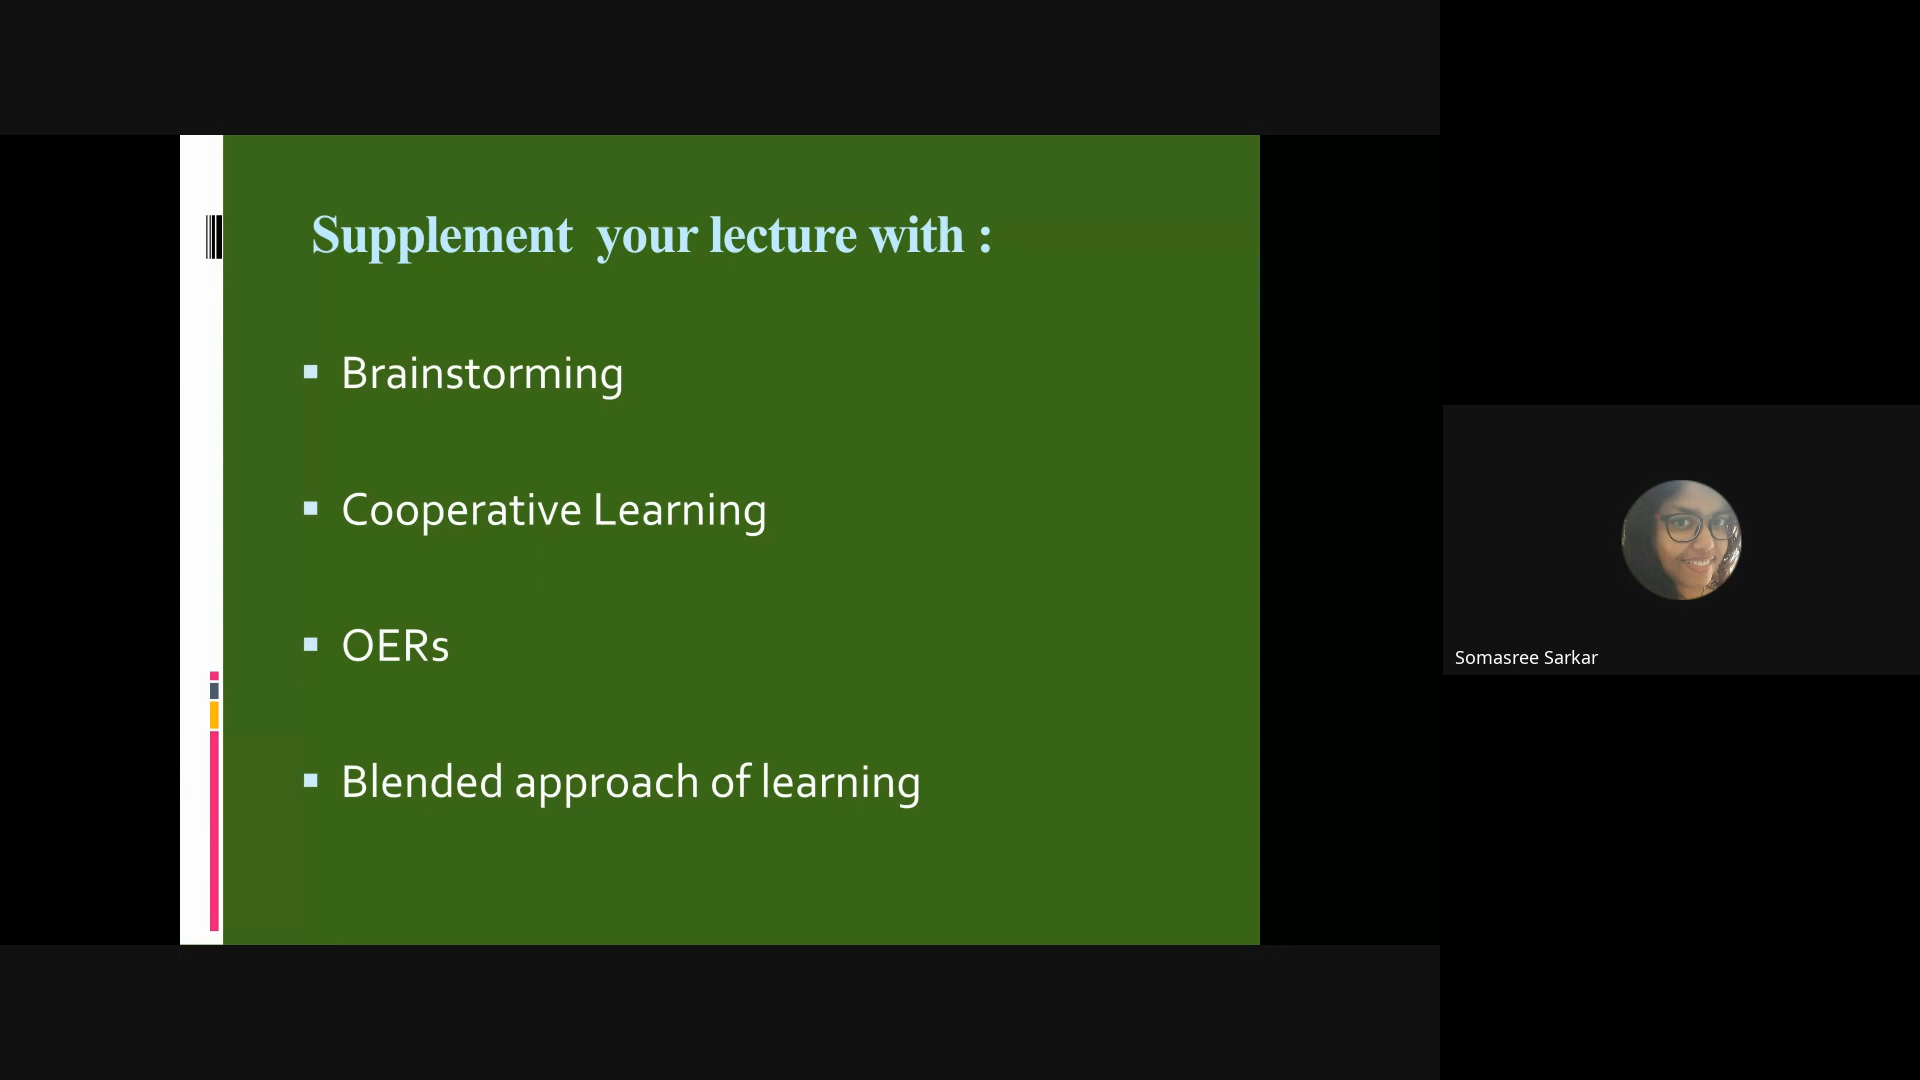 Supplement  your lecture with :
Brainstorming
Cooperative Learning
OERs
Blended approach of learning
Somasree Sarkar